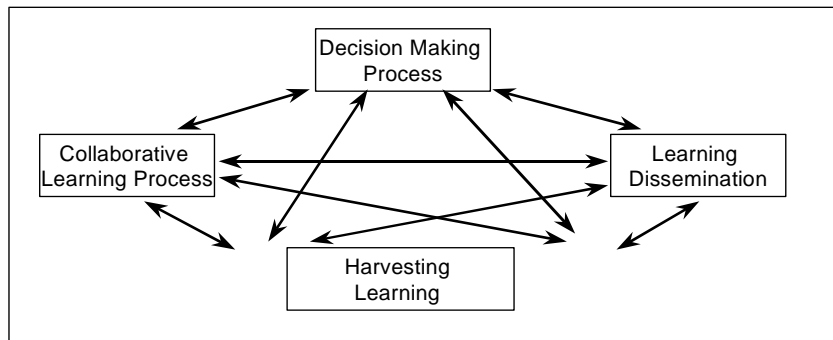 Decision Making
Process
Collaborative
Learning Process
Learning
Dissemination
Harvesting
Learning